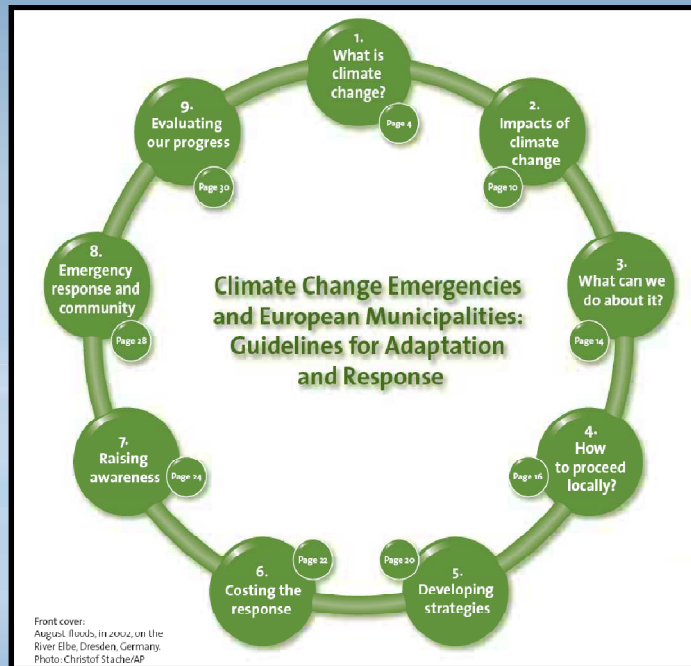 1.
What is
climate
change?
Page 4
2.
Impacts of
climate
change
Page 10
3.
What can we
do about it?
Page 14
4.
How
to proceed
locally?
Page 16
5.
Developing
strategies
Page 20
6.
Costing the
response
Page 22
7.
Raising
awareness
Page 24
8.
Emergency
response and
community
Page 28
9.
Evaluating
our progress
Page 30
Climate Change Emergencies
and European Municipalities:
Guidelines for Adaptation
and Response
Front cover:
August floods, in 2002, on the
River Elbe, Dresden, Germany.
Photo: Christof Stache/AP